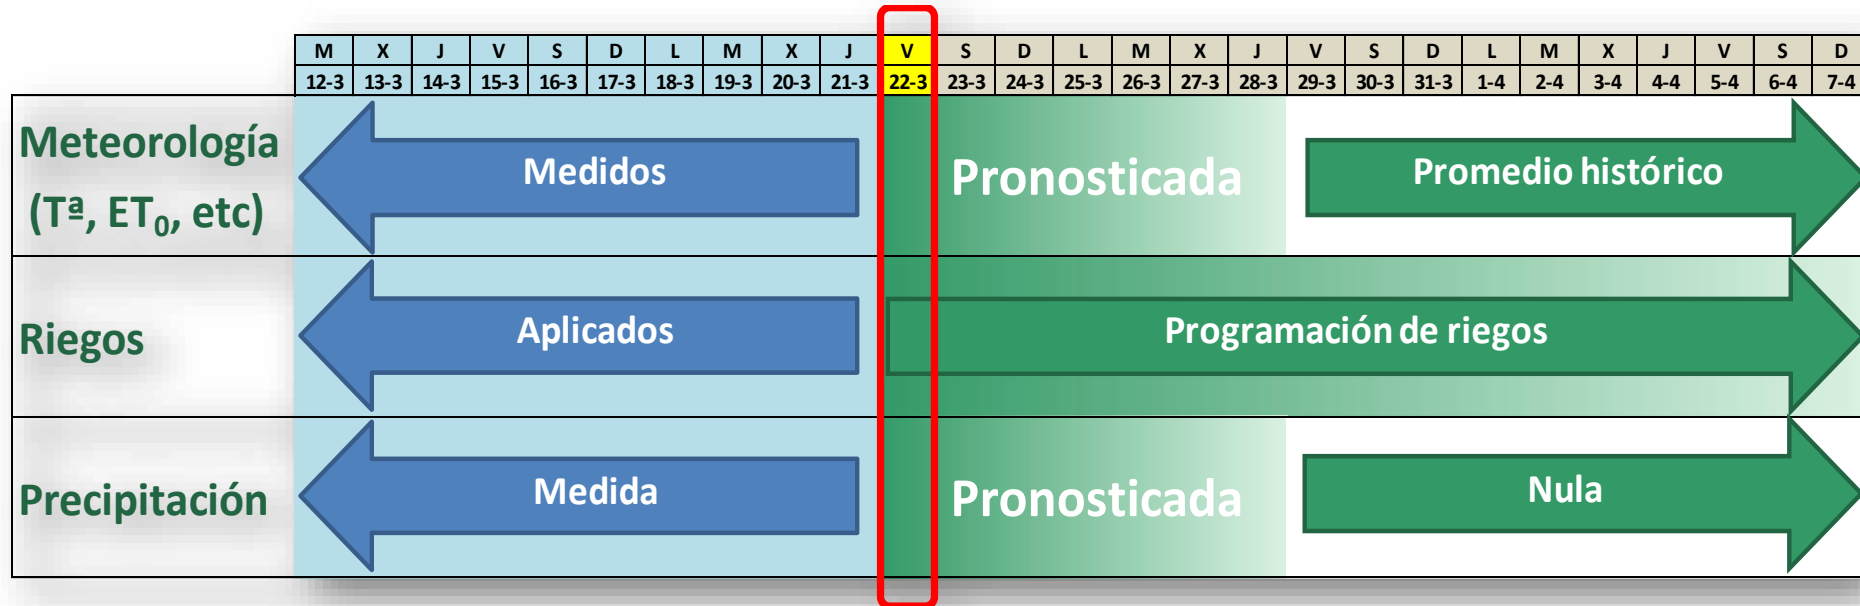 M X J V S D L M X J V S D L M X J V S D L M X J V S D
12-3 13-3 14-3 15-3 16-3 17-3 18-3 19-3 20-3 21-3 22-3 23-3 24-3 25-3 26-3 27-3 28-3 29-3 30-3 31-3 1-4 2-4 3-4 4-4 5-4 6-4 7-4
Meteorología
(Tª, ET₀, etc)
Medidos
Pronosticada
Promedio histórico
Riegos
Aplicados
Programación de riegos
Precipitación
Medida
Pronosticada
Nula